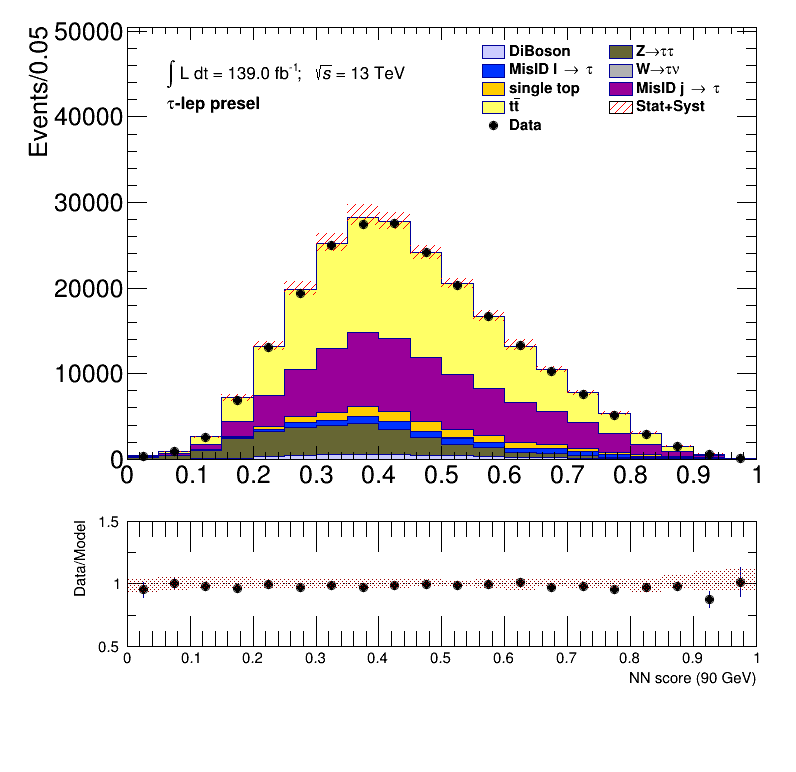 Events/0.05
50000
40000
30000
20000
10000
0
∫ L dt = 139.0 fb⁻¹; √s = 13 TeV
τ-lep presel
DiBoson
MisID l → τ
single top
tt̄
Data
Z→ττ
W→τν
MisID j → τ
Stat+Syst
0 0.1 0.2 0.3 0.4 0.5 0.6 0.7 0.8 0.9 1
Data/Model
1.5
1
0.5
0 0.1 0.2 0.3 0.4 0.5 0.6 0.7 0.8 0.9 1
NN score (90 GeV)